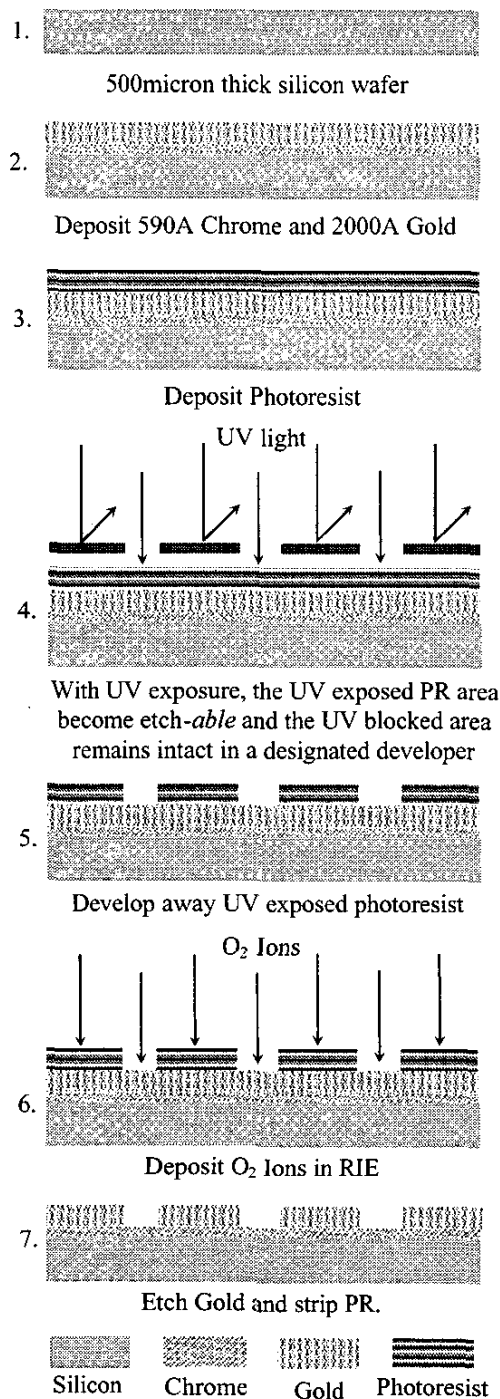 1.
500micron thick silicon wafer
2.
Deposit 590A Chrome and 2000A Gold
3.
Deposit Photoresist
UV light
4.
With UV exposure, the UV exposed PR area
become etch-able and the UV blocked area
remains intact in a designated developer
5.
Develop away UV exposed photoresist
O₂ Ions
6.
Deposit O₂ Ions in RIE
7.
Etch Gold and strip PR.
Silicon Chrome Gold Photoresist